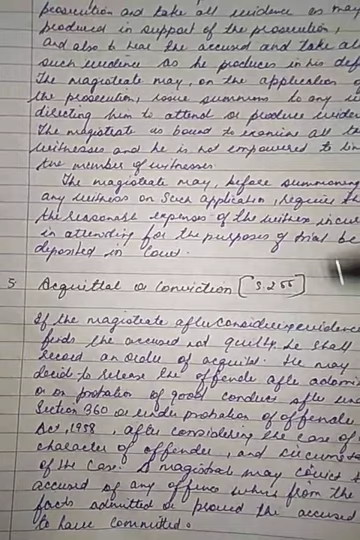 prosecution and take all evidence as may
produced in support of the prosecution,
and also to hear the accused and take al
such evidence as he produces in his def
The magistrate may, on the application o
the prosecution, issue summons to any
directing him to attend or produce
The magistrate is bound to examine all
witnesses and he is not empowered to
the member of witnesses.
The magistrate may, before summoning
any witness on such application, require th
the reasonable expenses of the witness incur
in attending for the purposes of trial be
deposited in court.
5 Acquittal or Conviction [S.255]
If the magistrate after considering evidence
finds the accused not guilty, he shall
record an order of acquittal. He may
decide to release the offender after admon
or on probation of good conduct after und
Section 360 or under probation of offende
Act, 1958, after considering the case of
character of offender, and circumsta
of the case. A magistrate may convict t
accused of any offence which from the
facts admitted or proved the accused
to have committed.